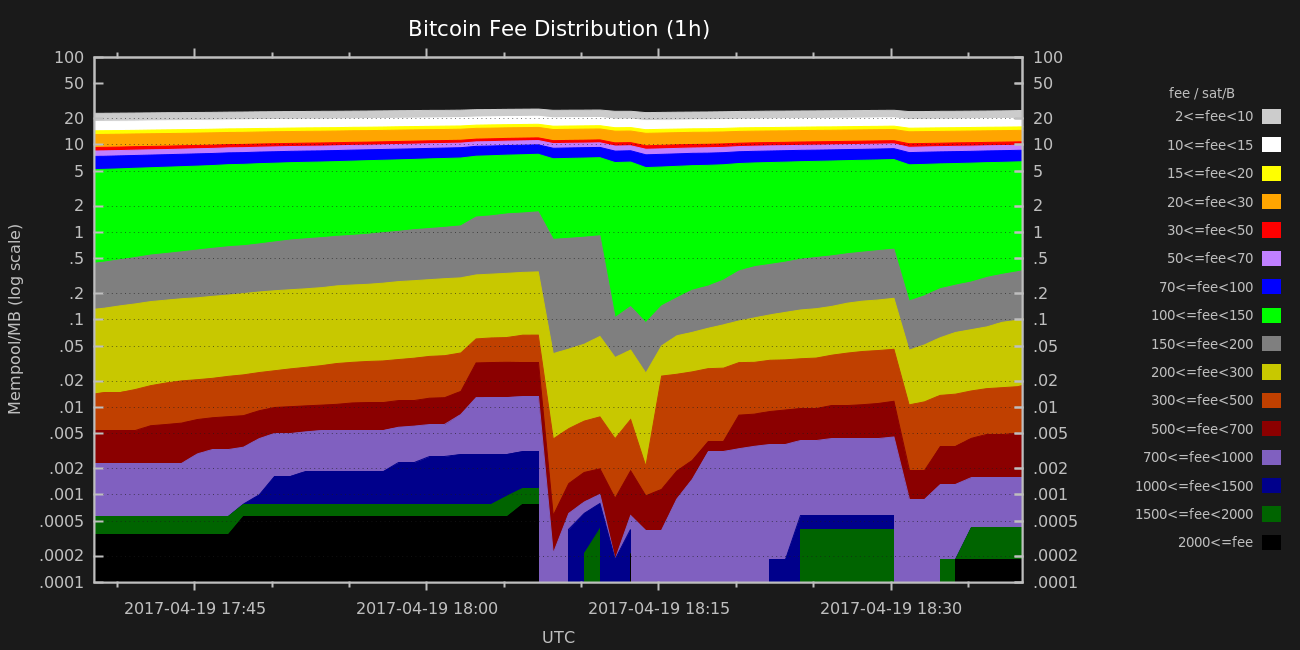 Bitcoin Fee Distribution (1h)
100
50
20
10
5
2
1
.5
.2
.1
.05
.02
.01
.005
.002
.001
.0005
.0002
.0001
Mempool/MB (log scale)
100
50
20
10
5
2
1
.5
.2
.1
.05
.02
.01
.005
.002
.001
.0005
.0002
.0001
2017-04-19 17:45
2017-04-19 18:00
2017-04-19 18:15
2017-04-19 18:30
UTC
fee / sat/B
2<=fee<10
10<=fee<15
15<=fee<20
20<=fee<30
30<=fee<50
50<=fee<70
70<=fee<100
100<=fee<150
150<=fee<200
200<=fee<300
300<=fee<500
500<=fee<700
700<=fee<1000
1000<=fee<1500
1500<=fee<2000
2000<=fee